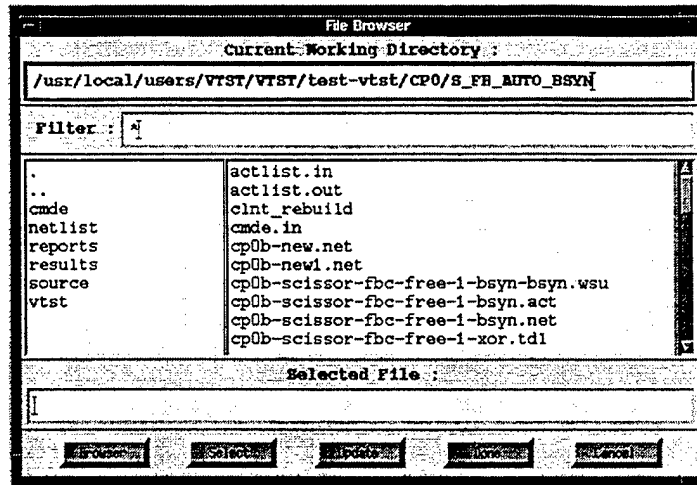 File Browser
Current Working Directory :
/usr/local/users/VTST/VTST/test-vtst/CP0/S_FB_AUTO_BSYN
Filter : *
.
..
cmde
netlist
reports
results
source
vtst
actlist.in
actlist.out
clnt_rebuild
cmde.in
cp0b-new.net
cp0b-new1.net
cp0b-scissor-fbc-free-1-bsyn-bsyn.wsu
cp0b-scissor-fbc-free-1-bsyn.act
cp0b-scissor-fbc-free-1-bsyn.net
cp0b-scissor-fbc-free-1-xor.tdl
Selected File :
Browser Select Update Done Cancel